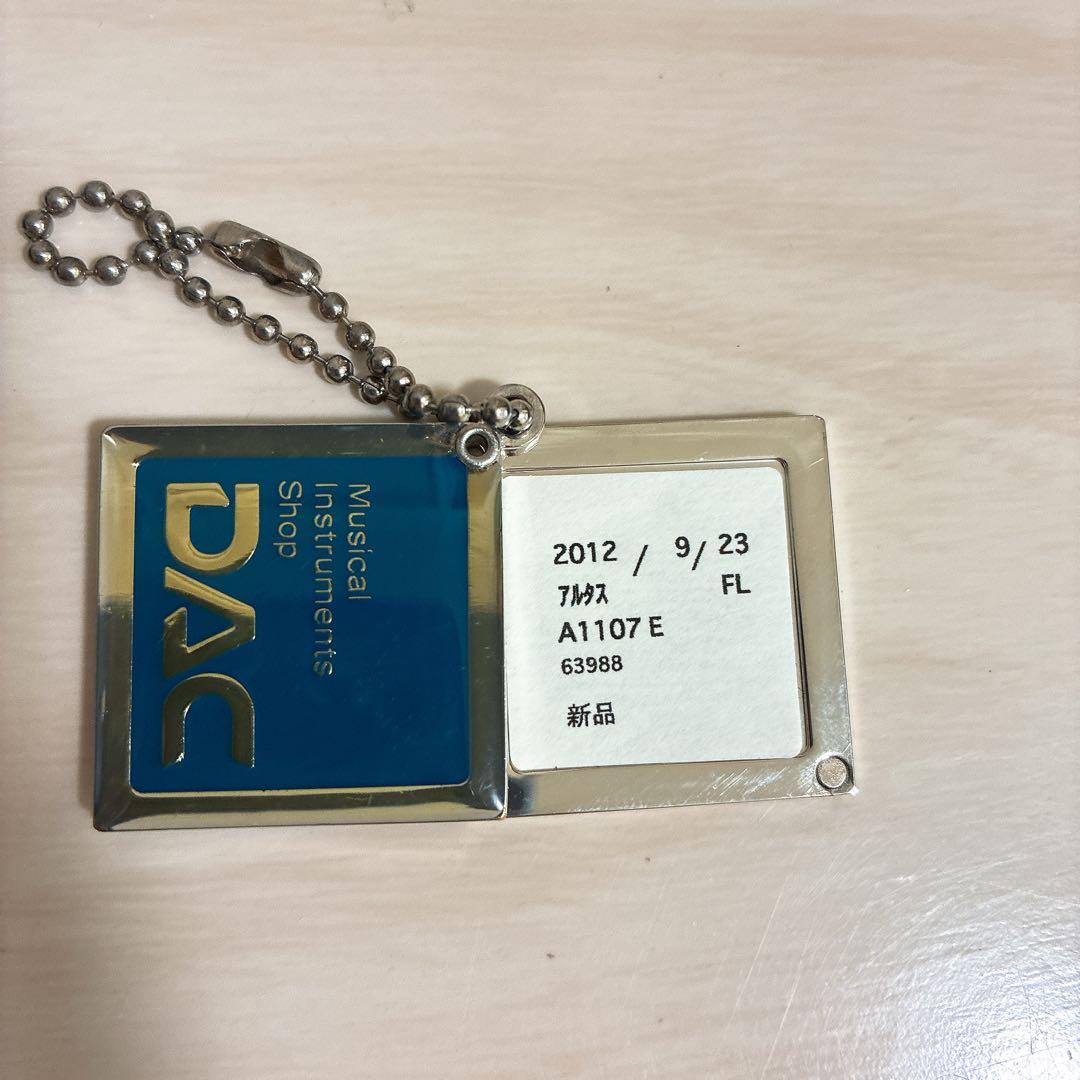 Musical
Instruments
Shop
DAC
2012 / 9/ 23
ｱﾙﾀｽ FL
A1107 E
63988
新品